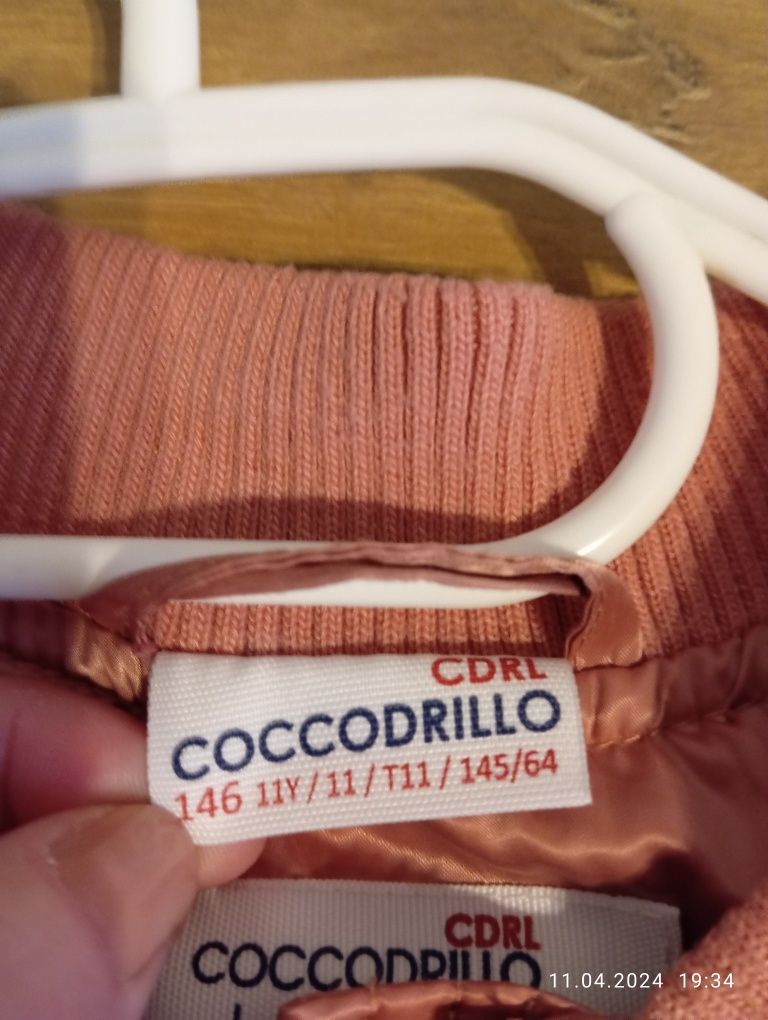 CDRL
COCCODRILLO
146 11Y / 11 / T11 / 145/64
CDRL
COCCODRILLO
11.04.2024 19:34